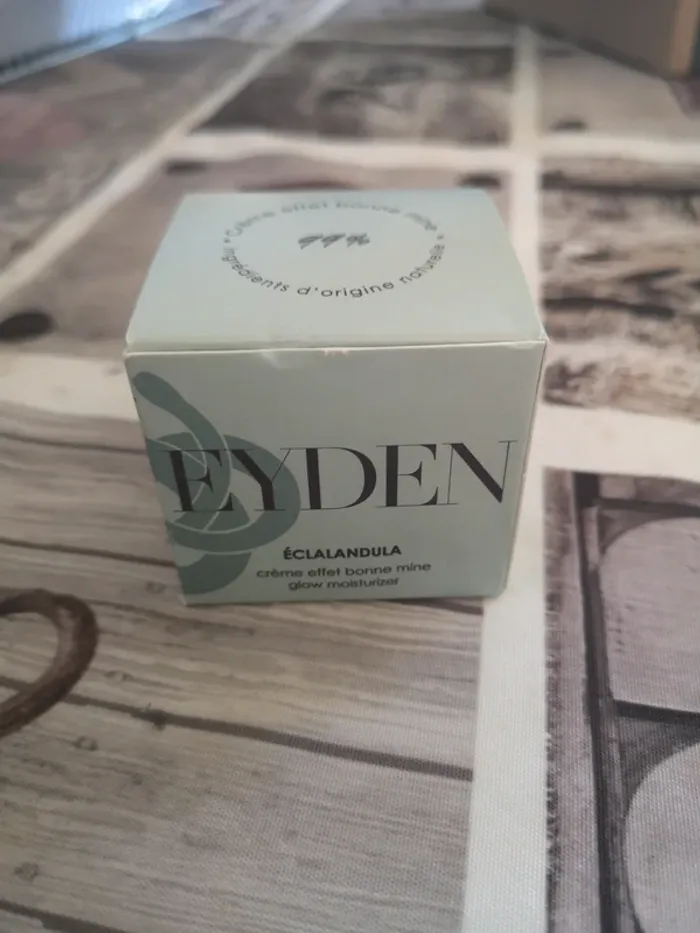 * Crème effet bonne mine *
99%
ingrédients d'origine naturelle
EYDEN
ÉCLALANDULA
crème effet bonne mine
glow moisturizer